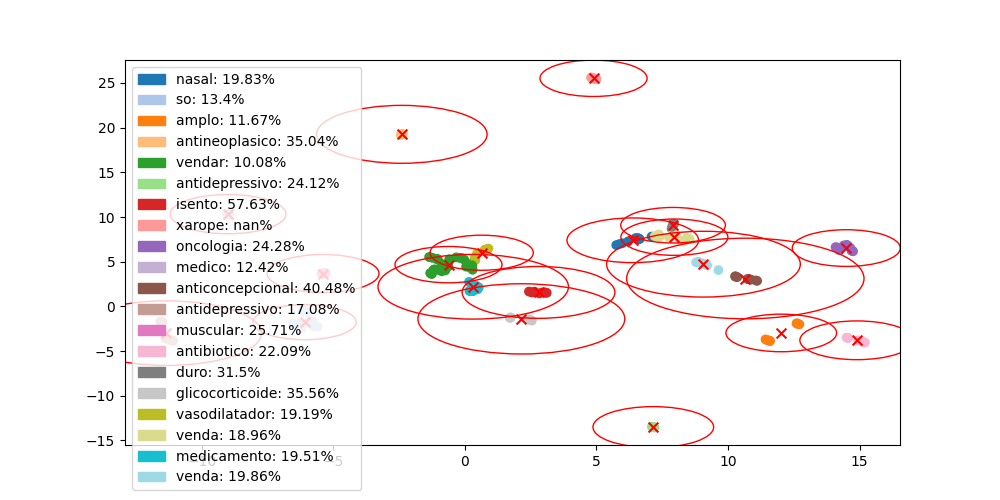 nasal: 19.83%
so: 13.4%
amplo: 11.67%
antineoplasico: 35.04%
vendar: 10.08%
antidepressivo: 24.12%
isento: 57.63%
xarope: nan%
oncologia: 24.28%
medico: 12.42%
anticoncepcional: 40.48%
antidepressivo: 17.08%
muscular: 25.71%
antibiotico: 22.09%
duro: 31.5%
glicocorticoide: 35.56%
vasodilatador: 19.19%
venda: 18.96%
medicamento: 19.51%
venda: 19.86%
25
20
15
10
5
0
−5
−10
−15
−10 −5 0 5 10 15